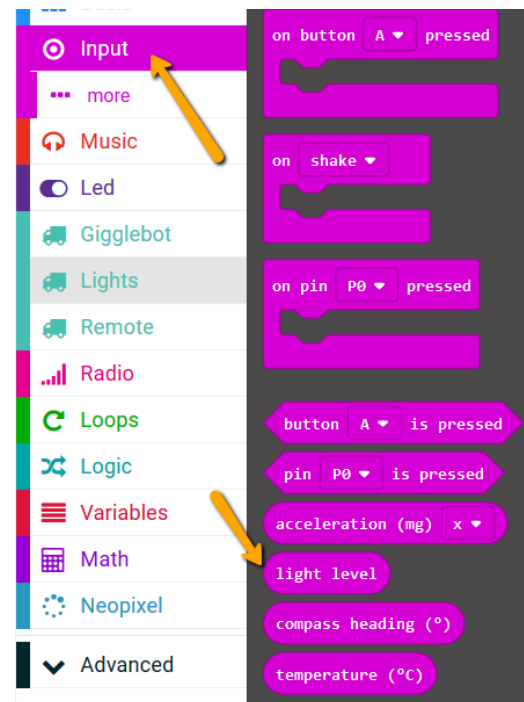 Input
more
Music
Led
Gigglebot
Lights
Remote
Radio
Loops
Logic
Variables
Math
Neopixel
Advanced
on button A pressed
on shake
on pin P0 pressed
button A is pressed
pin P0 is pressed
acceleration (mg) x
light level
compass heading (°)
temperature (°C)